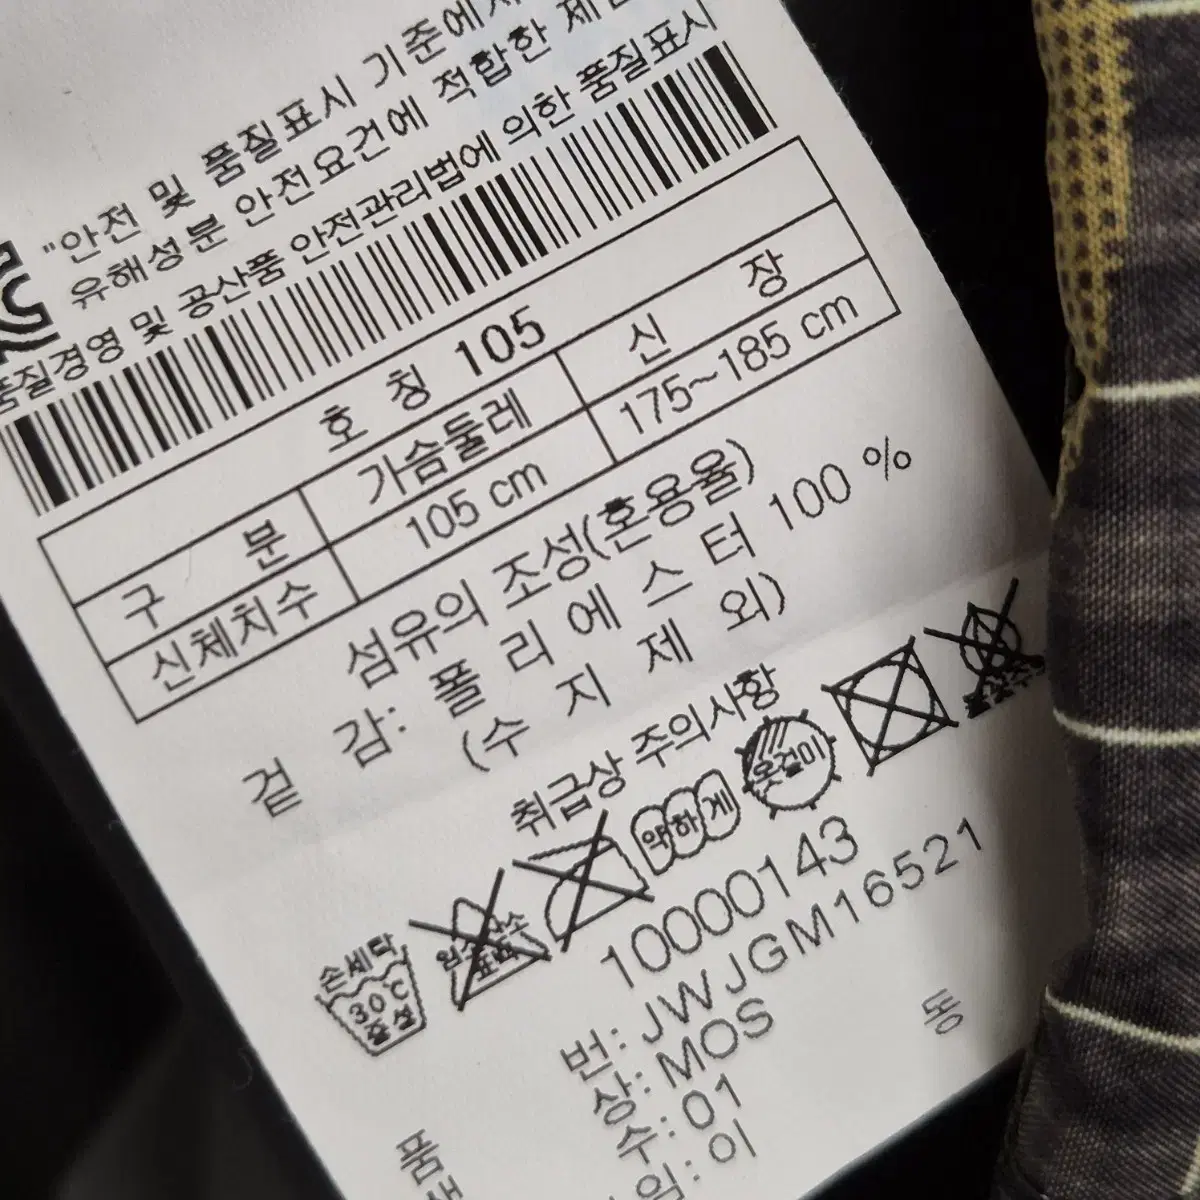 "안전 및 품질표시 기준에
유해성분 안전요건에 적합한
품질경영 및 공산품 안전관리법에 의한 품질표시
호 칭 105
구 분 가슴둘레 신 장
신체치수 105 cm 175~185 cm
섬유의 조성(혼용율)
겉 감: 폴 리 에 스 터 100 %
(수 지 제 외)
취급상 주의사항
손세탁 30℃ 중성
표백
약하게
옷걸이
10000143
번: JWJGM16521
상: MOS
수: 01
임: 이
동
품